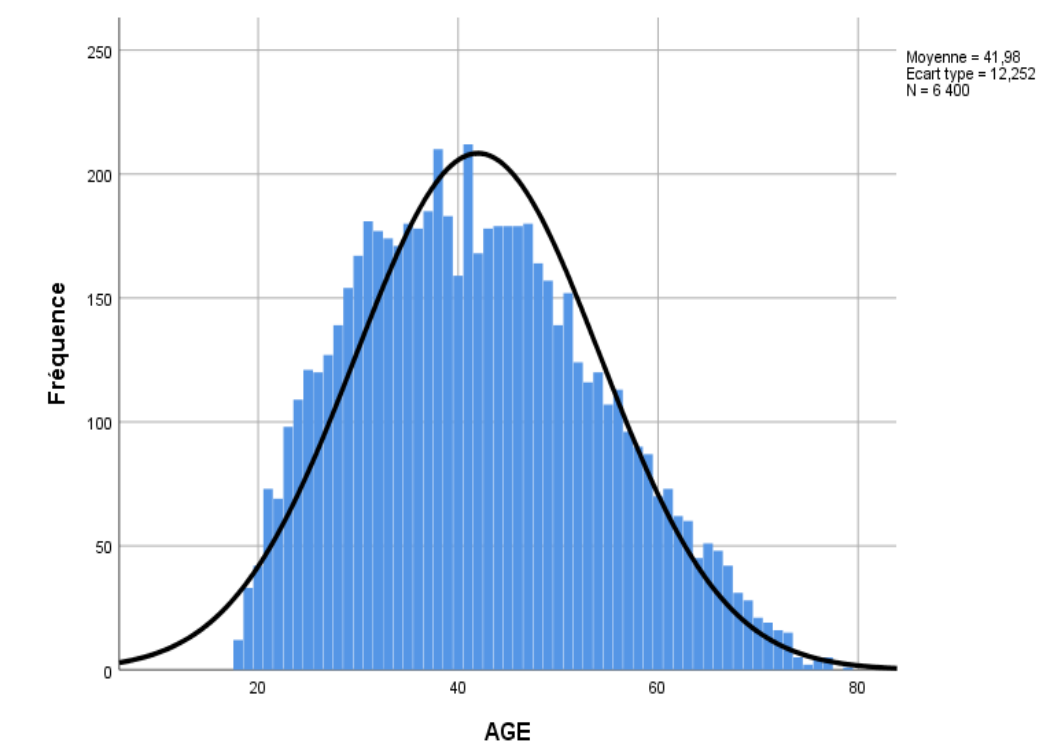 Moyenne = 41,98
Ecart type = 12,252
N = 6 400
250
200
150
100
50
0
Fréquence
20 40 60 80
AGE